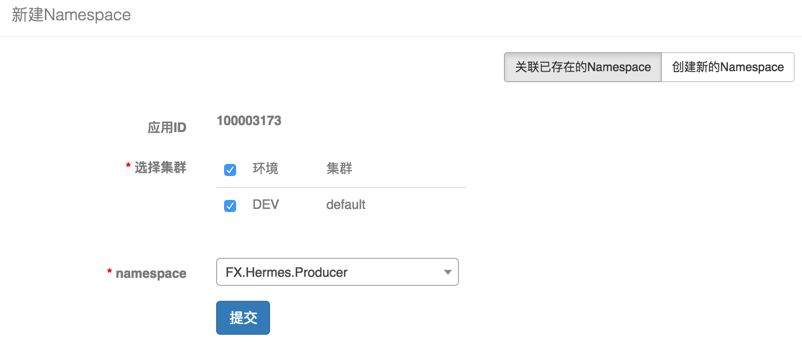 新建Namespace
关联已存在的Namespace 创建新的Namespace
应用ID 100003173
* 选择集群 环境 集群
DEV default
* namespace FX.Hermes.Producer
提交